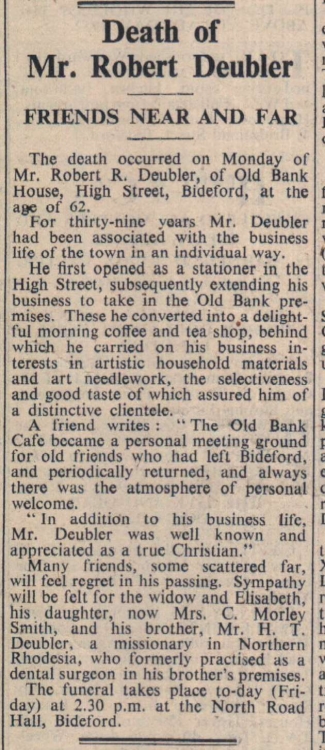 Death of
Mr. Robert Deubler
FRIENDS NEAR AND FAR
The death occurred on Monday of
Mr. Robert R. Deubler, of Old Bank
House, High Street, Bideford, at the
age of 62.
For thirty-nine years Mr. Deubler
had been associated with the business
life of the town in an individual way.
He first opened as a stationer in the
High Street, subsequently extending his
business to take in the Old Bank pre-
mises. These he converted into a delight-
ful morning coffee and tea shop, behind
which he carried on his business in-
terests in artistic household materials
and art needlework, the selectiveness
and good taste of which assured him of
a distinctive clientele.
A friend writes : "The Old Bank
Cafe became a personal meeting ground
for old friends who had left Bideford,
and periodically returned, and always
there was the atmosphere of personal
welcome.
"In addition to his business life,
Mr. Deubler was well known and
appreciated as a true Christian."
Many friends, some scattered far,
will feel regret in his passing. Sympathy
will be felt for the widow and Elisabeth,
his daughter, now Mrs. C. Morley
Smith, and his brother, Mr. H. T.
Deubler, a missionary in Northern
Rhodesia, who formerly practised as a
dental surgeon in his brother's premises.
The funeral takes place to-day (Fri-
day) at 2.30 p.m. at the North Road
Hall, Bideford.